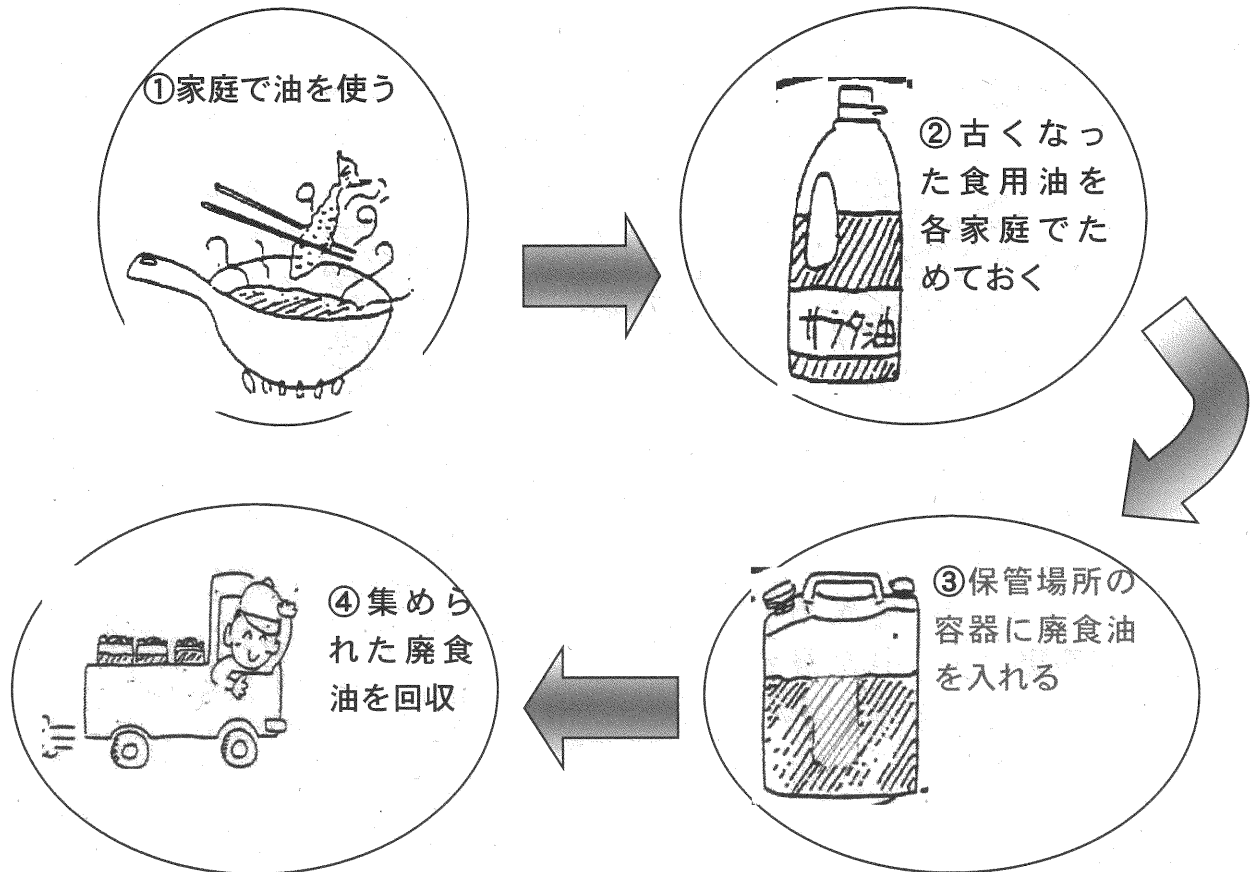 ①家庭で油を使う
②古くなっ
た食用油を
各家庭でた
めておく
サラダ油
③保管場所の
容器に廃食油
を入れる
④集めら
れた廃食
油を回収